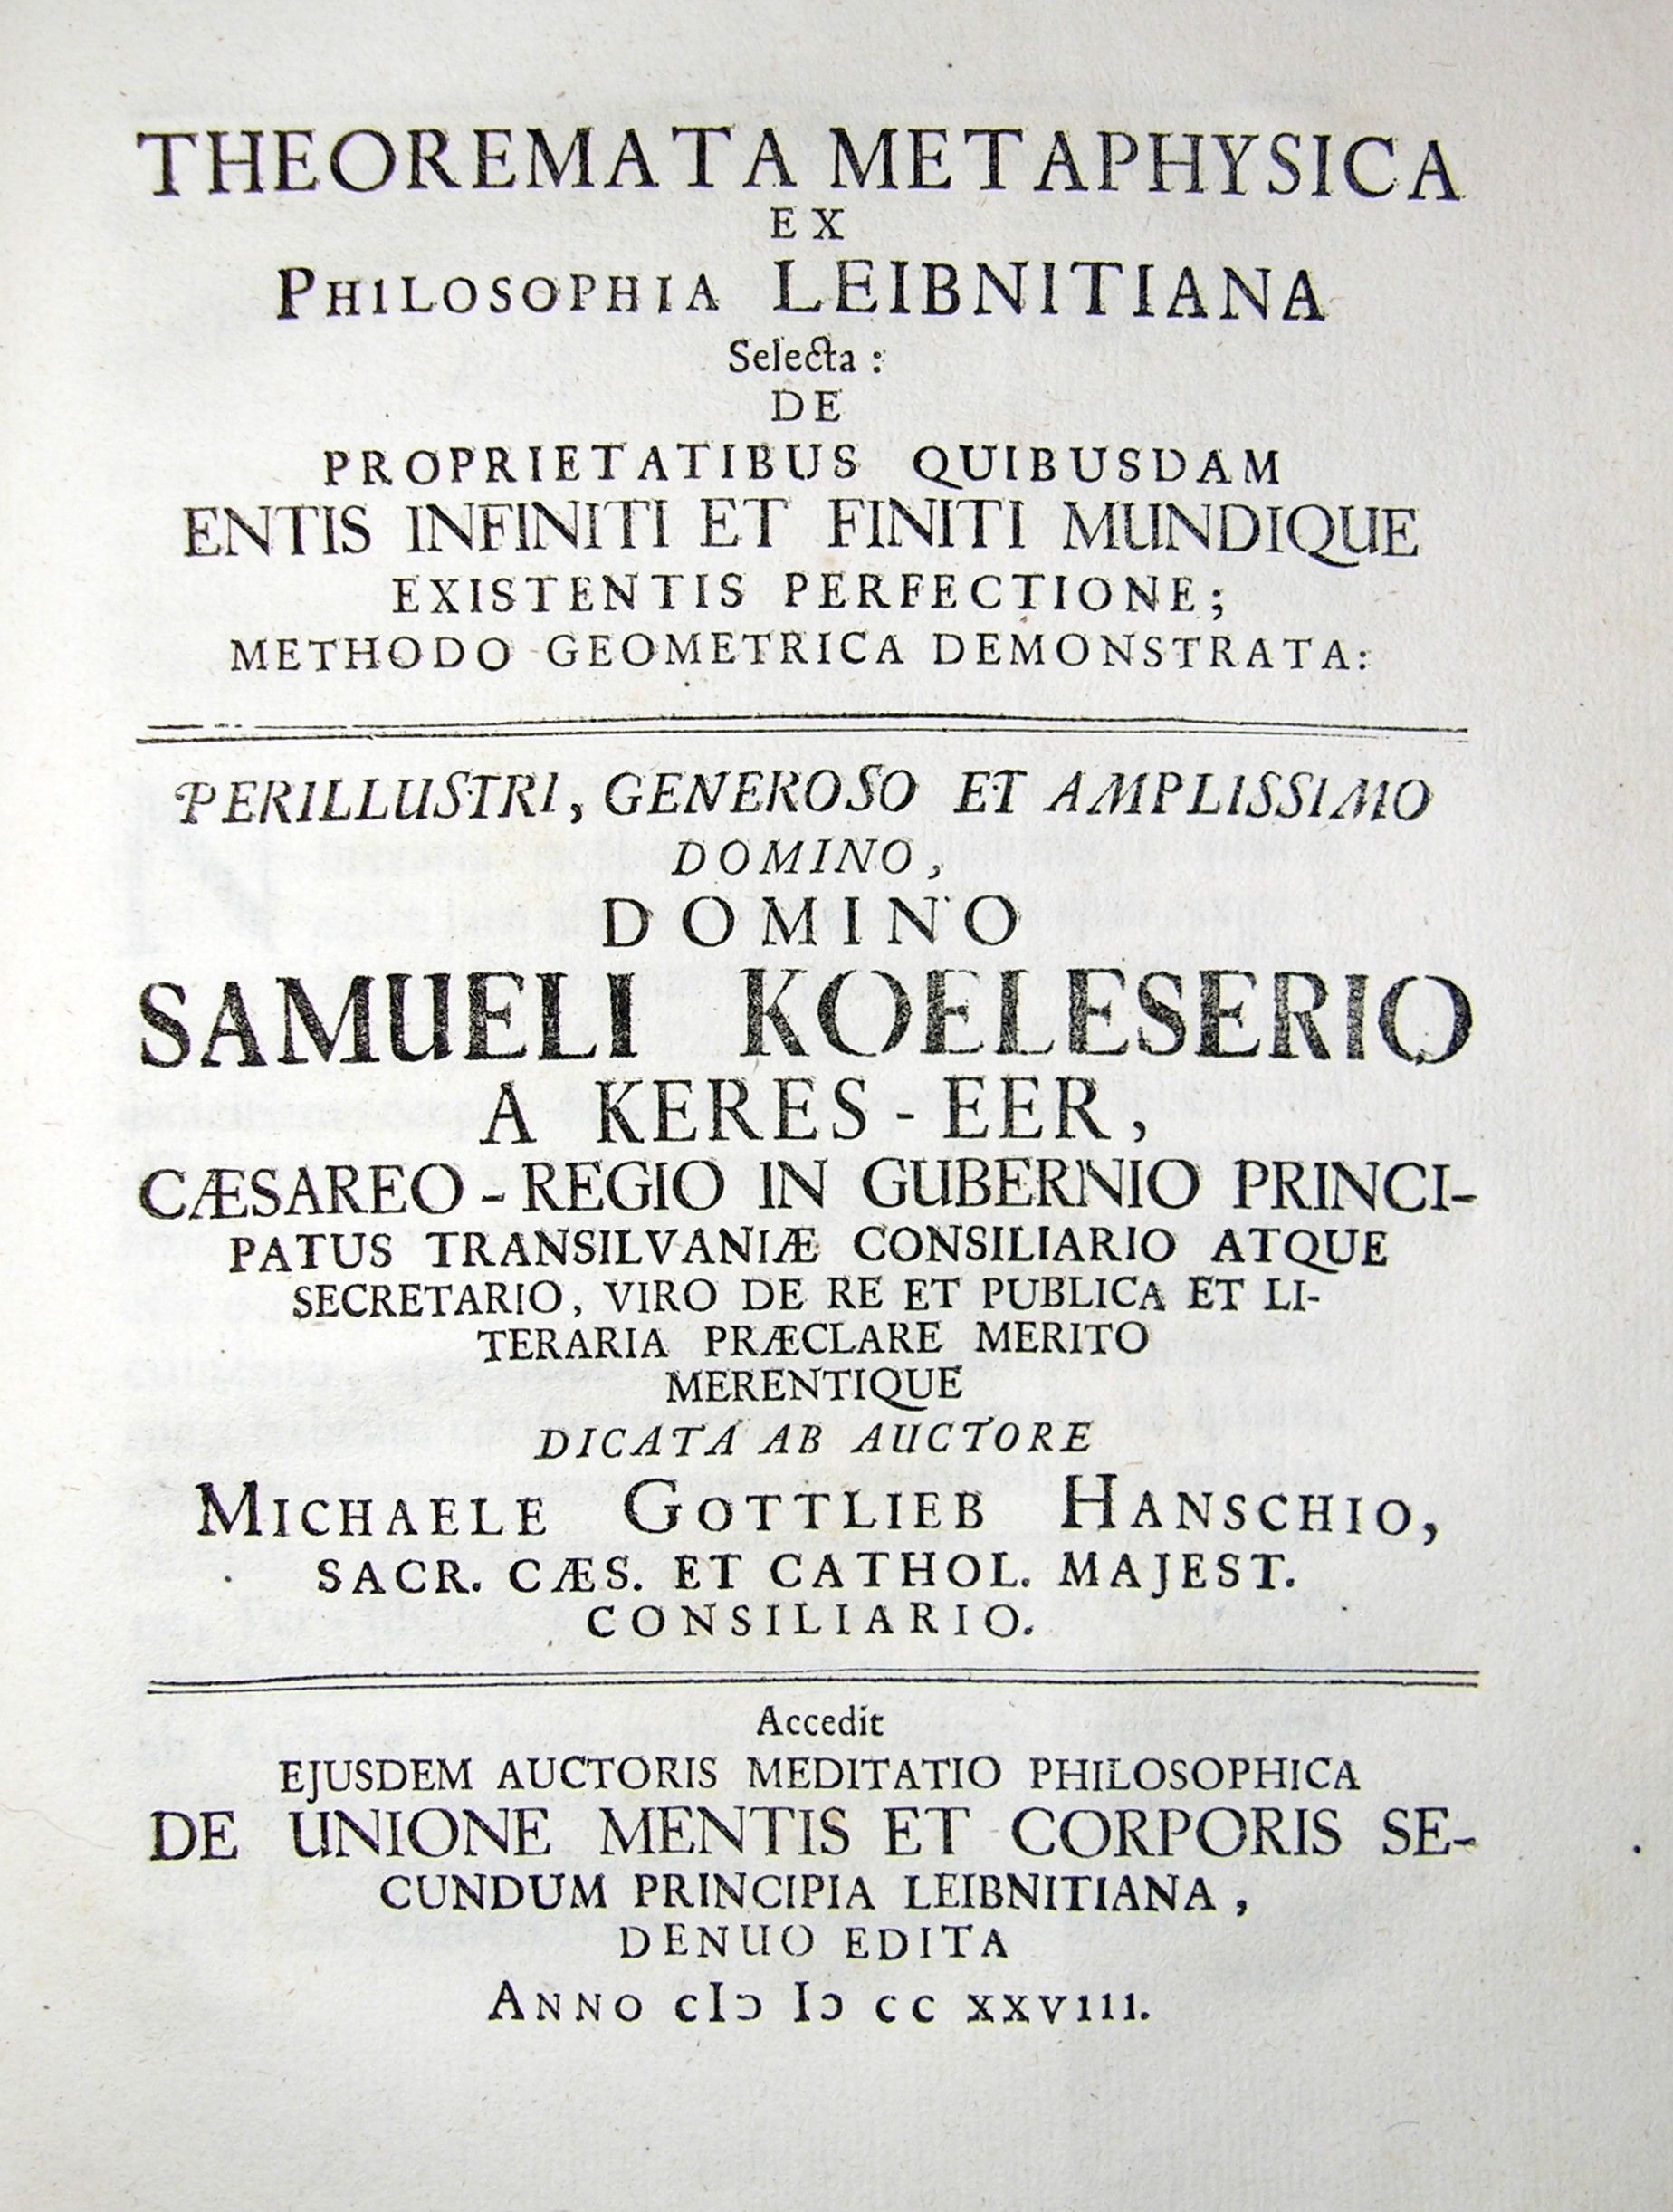 THEOREMATA METAPHYSICA
EX
PHILOSOPHIA LEIBNITIANA
Selecta :
DE
PROPRIETATIBUS QUIBUSDAM
ENTIS INFINITI ET FINITI MUNDIQUE
EXISTENTIS PERFECTIONE;
METHODO GEOMETRICA DEMONSTRATA:
PERILLUSTRI, GENEROSO ET AMPLISSIMO
DOMINO,
DOMINO
SAMUELI KOELESERIO
A KERES-EER,
CÆSAREO-REGIO IN GUBERNIO PRINCI-
PATUS TRANSILVANIÆ CONSILIARIO ATQUE
SECRETARIO, VIRO DE RE ET PUBLICA ET LI-
TERARIA PRÆCLARE MERITO
MERENTIQUE
DICATA AB AUCTORE
MICHAELE GOTTLIEB HANSCHIO,
SACR. CÆS. ET CATHOL. MAJEST.
CONSILIARIO.
Accedit
EJUSDEM AUCTORIS MEDITATIO PHILOSOPHICA
DE UNIONE MENTIS ET CORPORIS SE-
CUNDUM PRINCIPIA LEIBNITIANA,
DENUO EDITA
ANNO cIↄ Iↄ CC XXVIII.